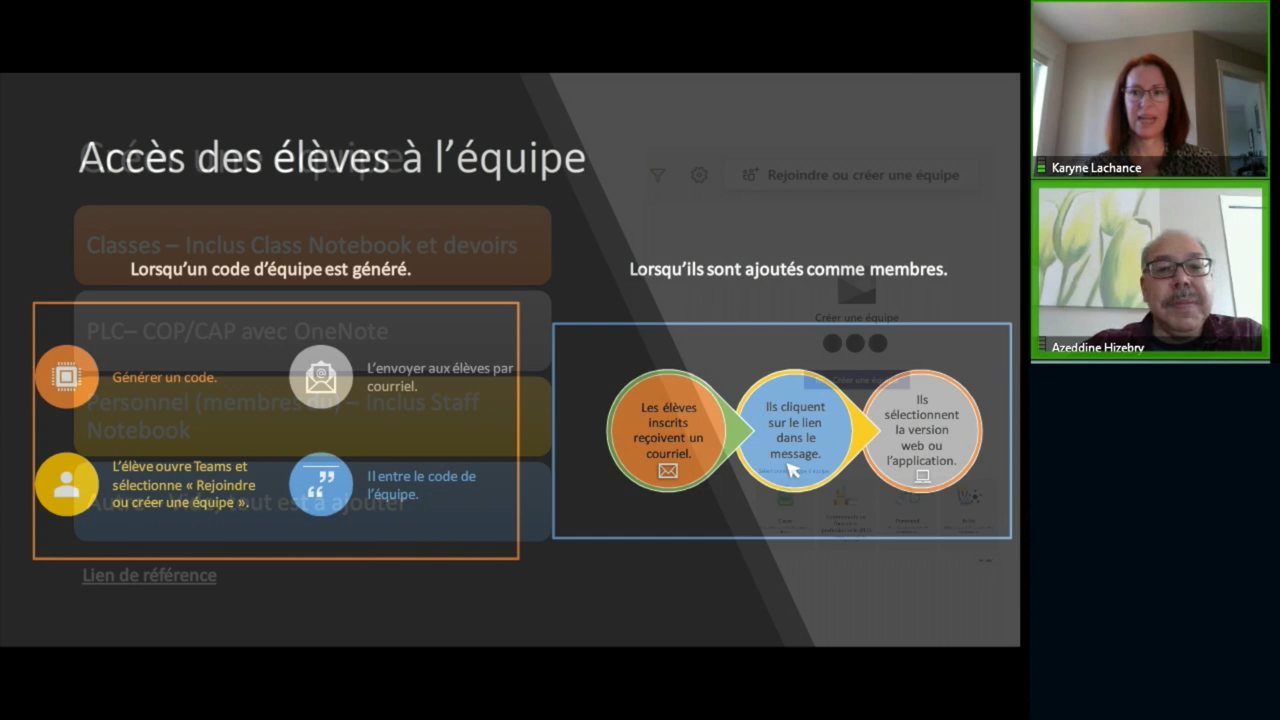 Accès des élèves à l’équipe
Créer une équipe
Rejoindre ou créer une équipe
Classes – Inclus Class Notebook et devoirs
Lorsqu’un code d’équipe est généré.
Lorsqu’ils sont ajoutés comme membres.
PLC– COP/CAP avec OneNote
Créer une équipe
Générer un code.
L’envoyer aux élèves par
courriel.
Personnel (membres du) – Inclus Staff
Notebook
L’élève ouvre Teams et
sélectionne « Rejoindre
ou créer une équipe ».
Il entre le code de
l’équipe.
Les élèves
inscrits
reçoivent un
courriel.
Ils cliquent
sur le lien
dans le
message.
Ils
sélectionnent
la version
web ou
l’application.
Lien de référence
Karyne Lachance
Azeddine Hizebry